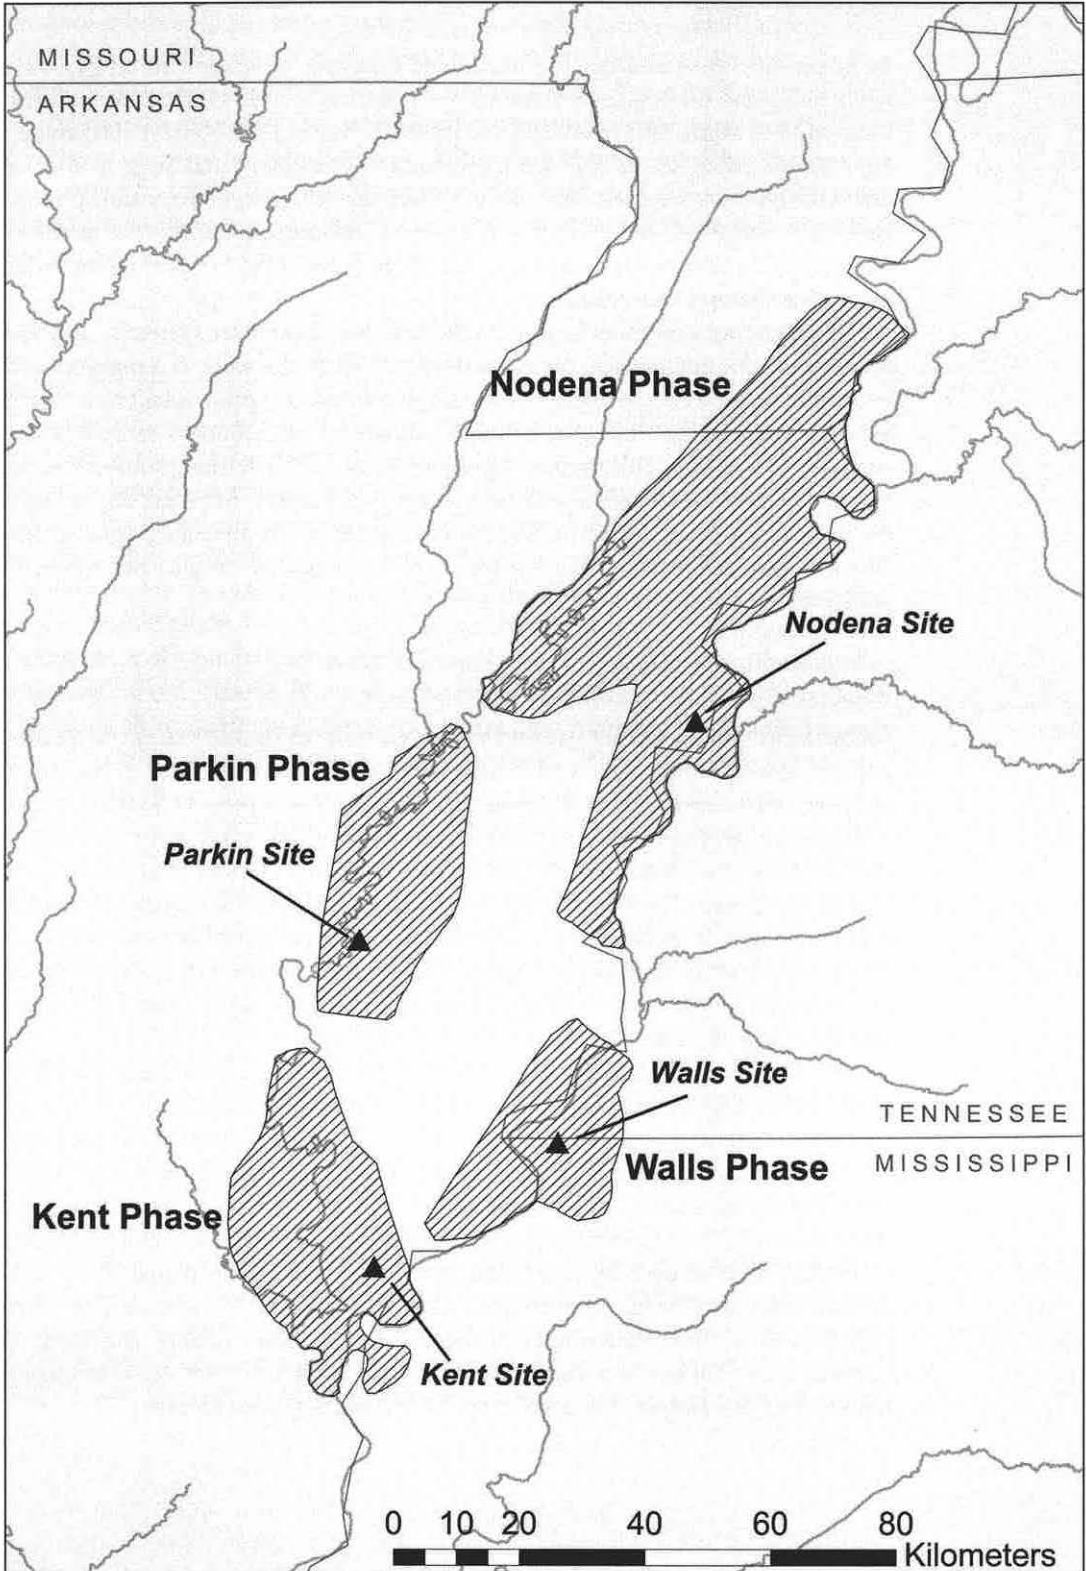 MISSOURI
ARKANSAS
Nodena Phase
Nodena Site
Parkin Phase
Parkin Site
Walls Site
TENNESSEE
Walls Phase
MISSISSIPPI
Kent Phase
Kent Site
0 10 20 40 60 80
Kilometers